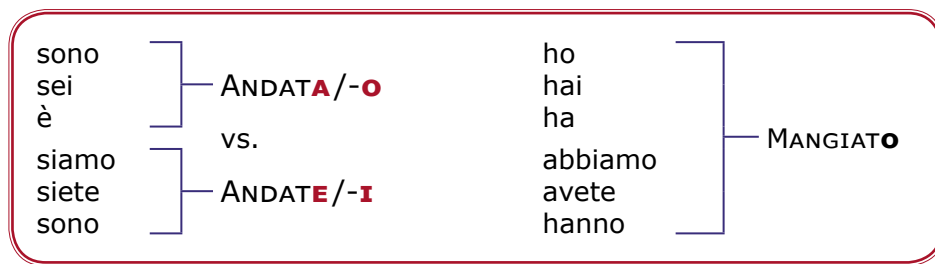 sono
sei
è
ANDATA/-O
vs.
siamo
siete
sono
ANDATE/-I
ho
hai
ha
abbiamo
avete
hanno
MANGIATO